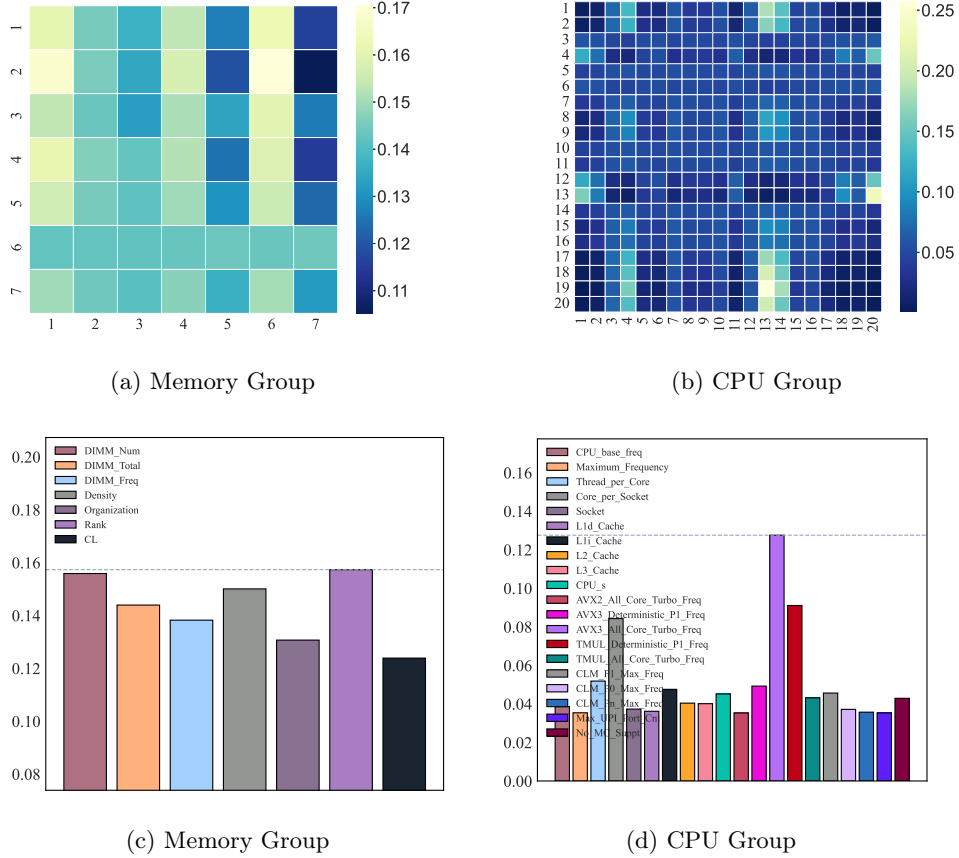 1
2
3
4
5
6
7
1 2 3 4 5 6 7
0.17
0.16
0.15
0.14
0.13
0.12
0.11
(a) Memory Group
1
2
3
4
5
6
7
8
9
10
11
12
13
14
15
16
17
18
19
20
1 2 3 4 5 6 7 8 9 10 11 12 13 14 15 16 17 18 19 20
0.25
0.20
0.15
0.10
0.05
(b) CPU Group
0.20
0.18
0.16
0.14
0.12
0.10
0.08
DIMM_Num
DIMM_Total
DIMM_Freq
Density
Organization
Rank
CL
(c) Memory Group
0.16
0.14
0.12
0.10
0.08
0.06
0.04
0.02
0.00
CPU_base_freq
Maximum_Frequency
Thread_per_Core
Core_per_Socket
Socket
L1d_Cache
L1i_Cache
L2_Cache
L3_Cache
CPU_s
AVX2_All_Core_Turbo_Freq
AVX3_Deterministic_P1_Freq
AVX3_All_Core_Turbo_Freq
TMUL_Deterministic_P1_Freq
TMUL_All_Core_Turbo_Freq
CLM_P1_Max_Freq
CLM_P0_Max_Freq
CLM_Pn_Max_Freq
Max_UPI_Port_Cn
No_MC_Suppt
(d) CPU Group